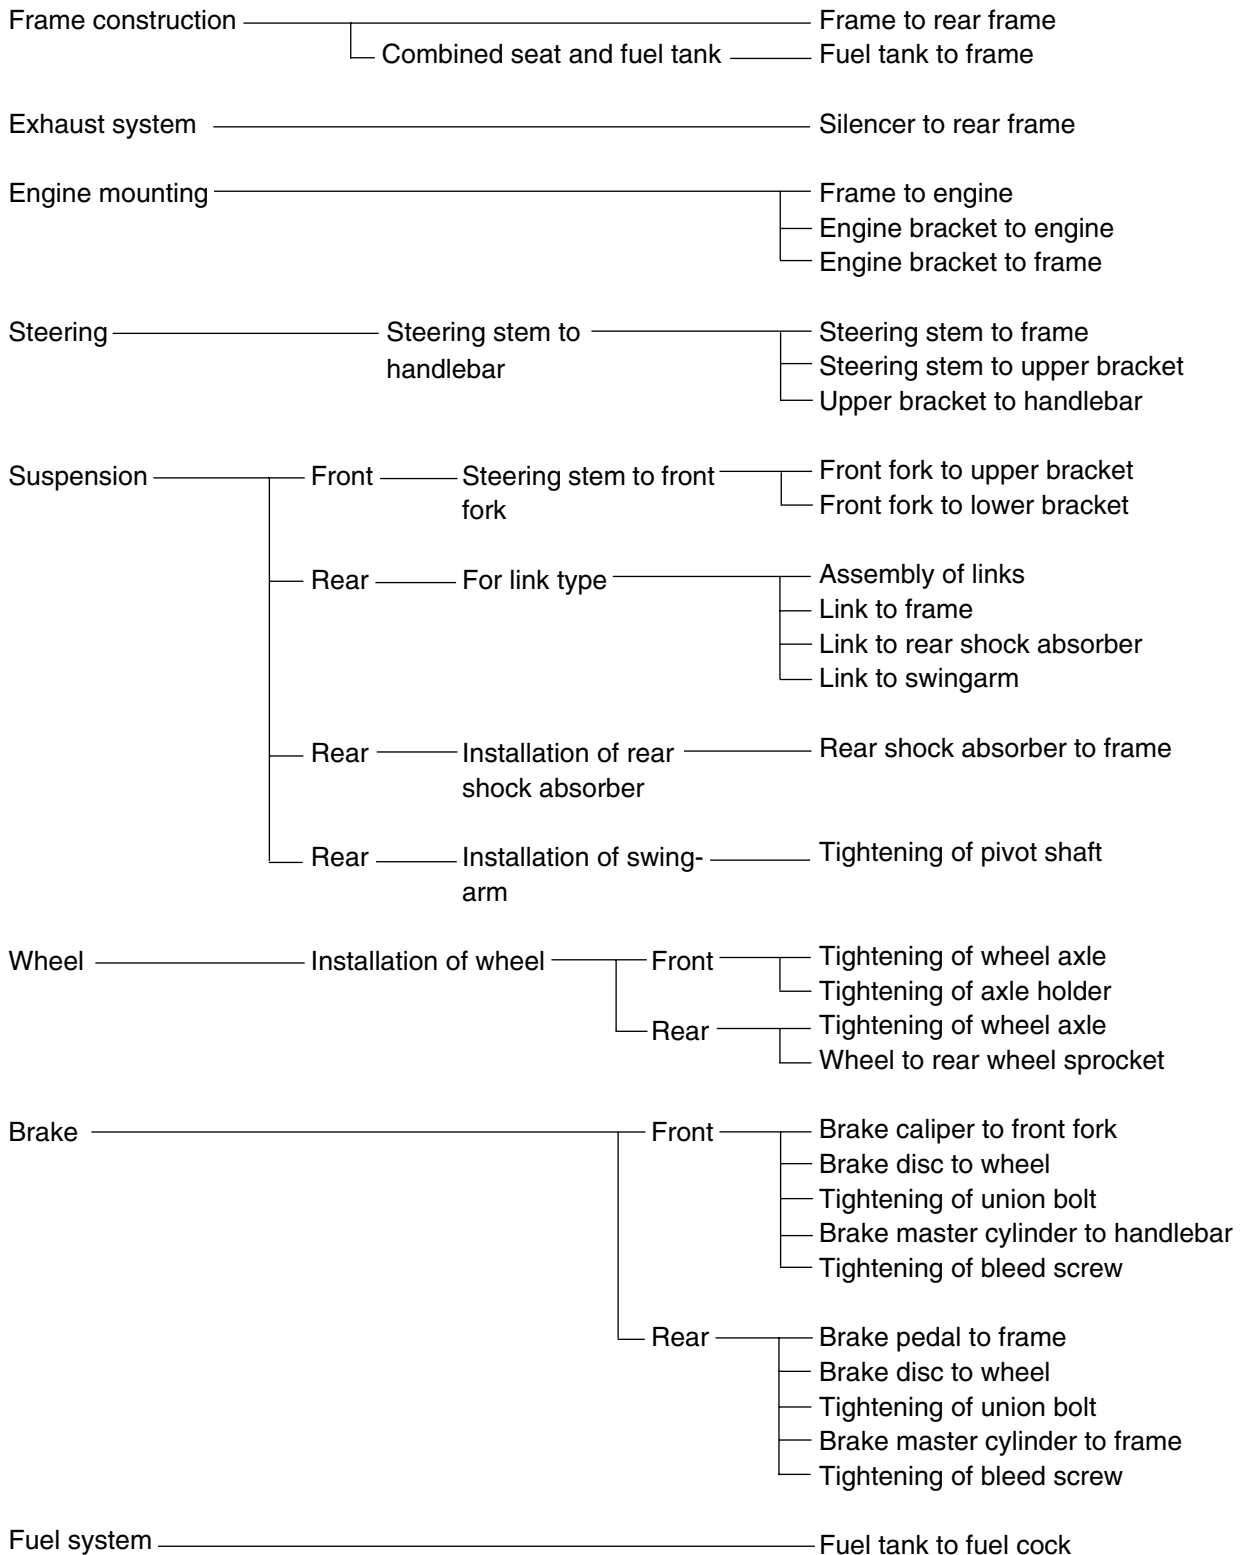 Frame construction Frame to rear frame
Combined seat and fuel tank Fuel tank to frame
Exhaust system Silencer to rear frame
Engine mounting Frame to engine
Engine bracket to engine
Engine bracket to frame
Steering Steering stem to Steering stem to frame
handlebar Steering stem to upper bracket
Upper bracket to handlebar
Suspension Front Steering stem to front Front fork to upper bracket
fork Front fork to lower bracket
Rear For link type Assembly of links
Link to frame
Link to rear shock absorber
Link to swingarm
Rear Installation of rear Rear shock absorber to frame
shock absorber
Rear Installation of swing- Tightening of pivot shaft
arm
Wheel Installation of wheel Front Tightening of wheel axle
Tightening of axle holder
Rear Tightening of wheel axle
Wheel to rear wheel sprocket
Brake Front Brake caliper to front fork
Brake disc to wheel
Tightening of union bolt
Brake master cylinder to handlebar
Tightening of bleed screw
Rear Brake pedal to frame
Brake disc to wheel
Tightening of union bolt
Brake master cylinder to frame
Tightening of bleed screw
Fuel system Fuel tank to fuel cock